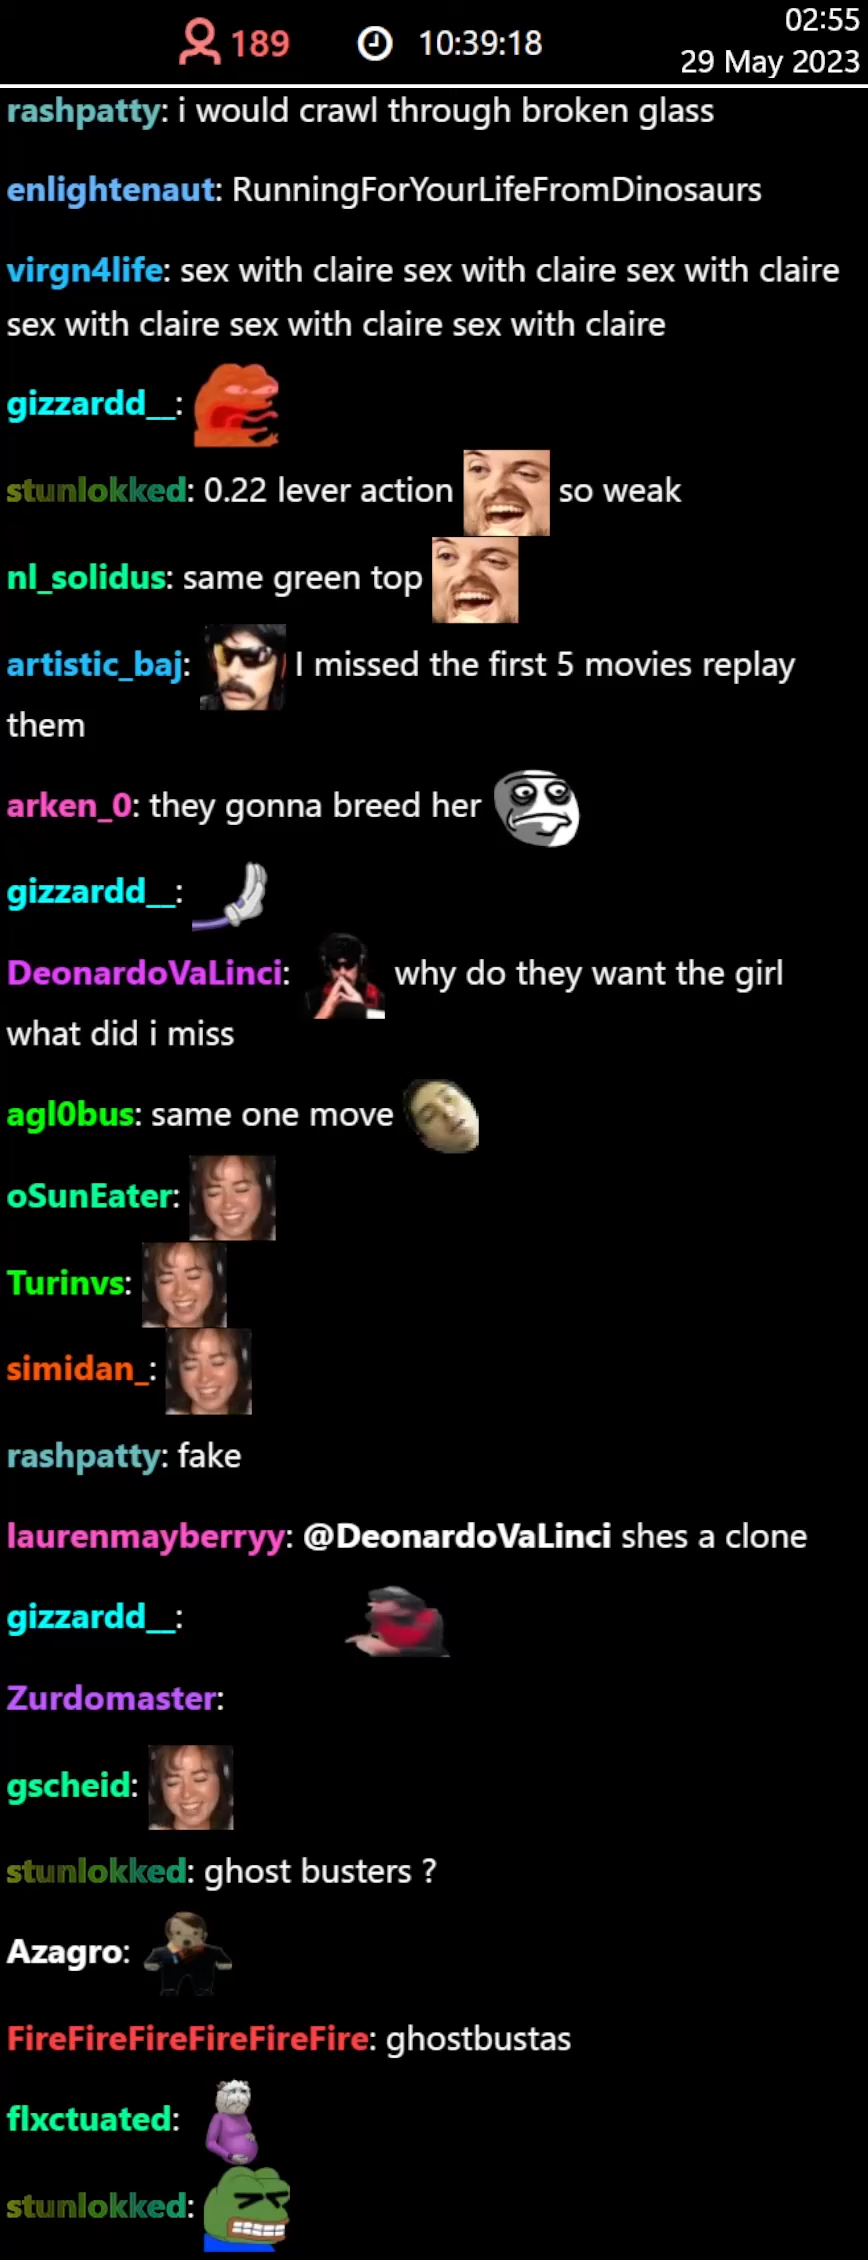 189 10:39:18 02:55
29 May 2023
rashpatty: i would crawl through broken glass
enlightenaut: RunningForYourLifeFromDinosaurs
virgn4life: sex with claire sex with claire sex with claire
sex with claire sex with claire sex with claire
gizzardd__:
stunlokked: 0.22 lever action so weak
nl_solidus: same green top
artistic_baj: I missed the first 5 movies replay
them
arken_0: they gonna breed her
gizzardd__:
DeonardoVaLinci: why do they want the girl
what did i miss
agl0bus: same one move
oSunEater:
Turinvs:
simidan_:
rashpatty: fake
laurenmayberryy: @DeonardoVaLinci shes a clone
gizzardd__:
Zurdomaster:
gscheid:
stunlokked: ghost busters ?
Azagro:
FireFireFireFireFireFire: ghostbustas
flxctuated:
stunlokked: